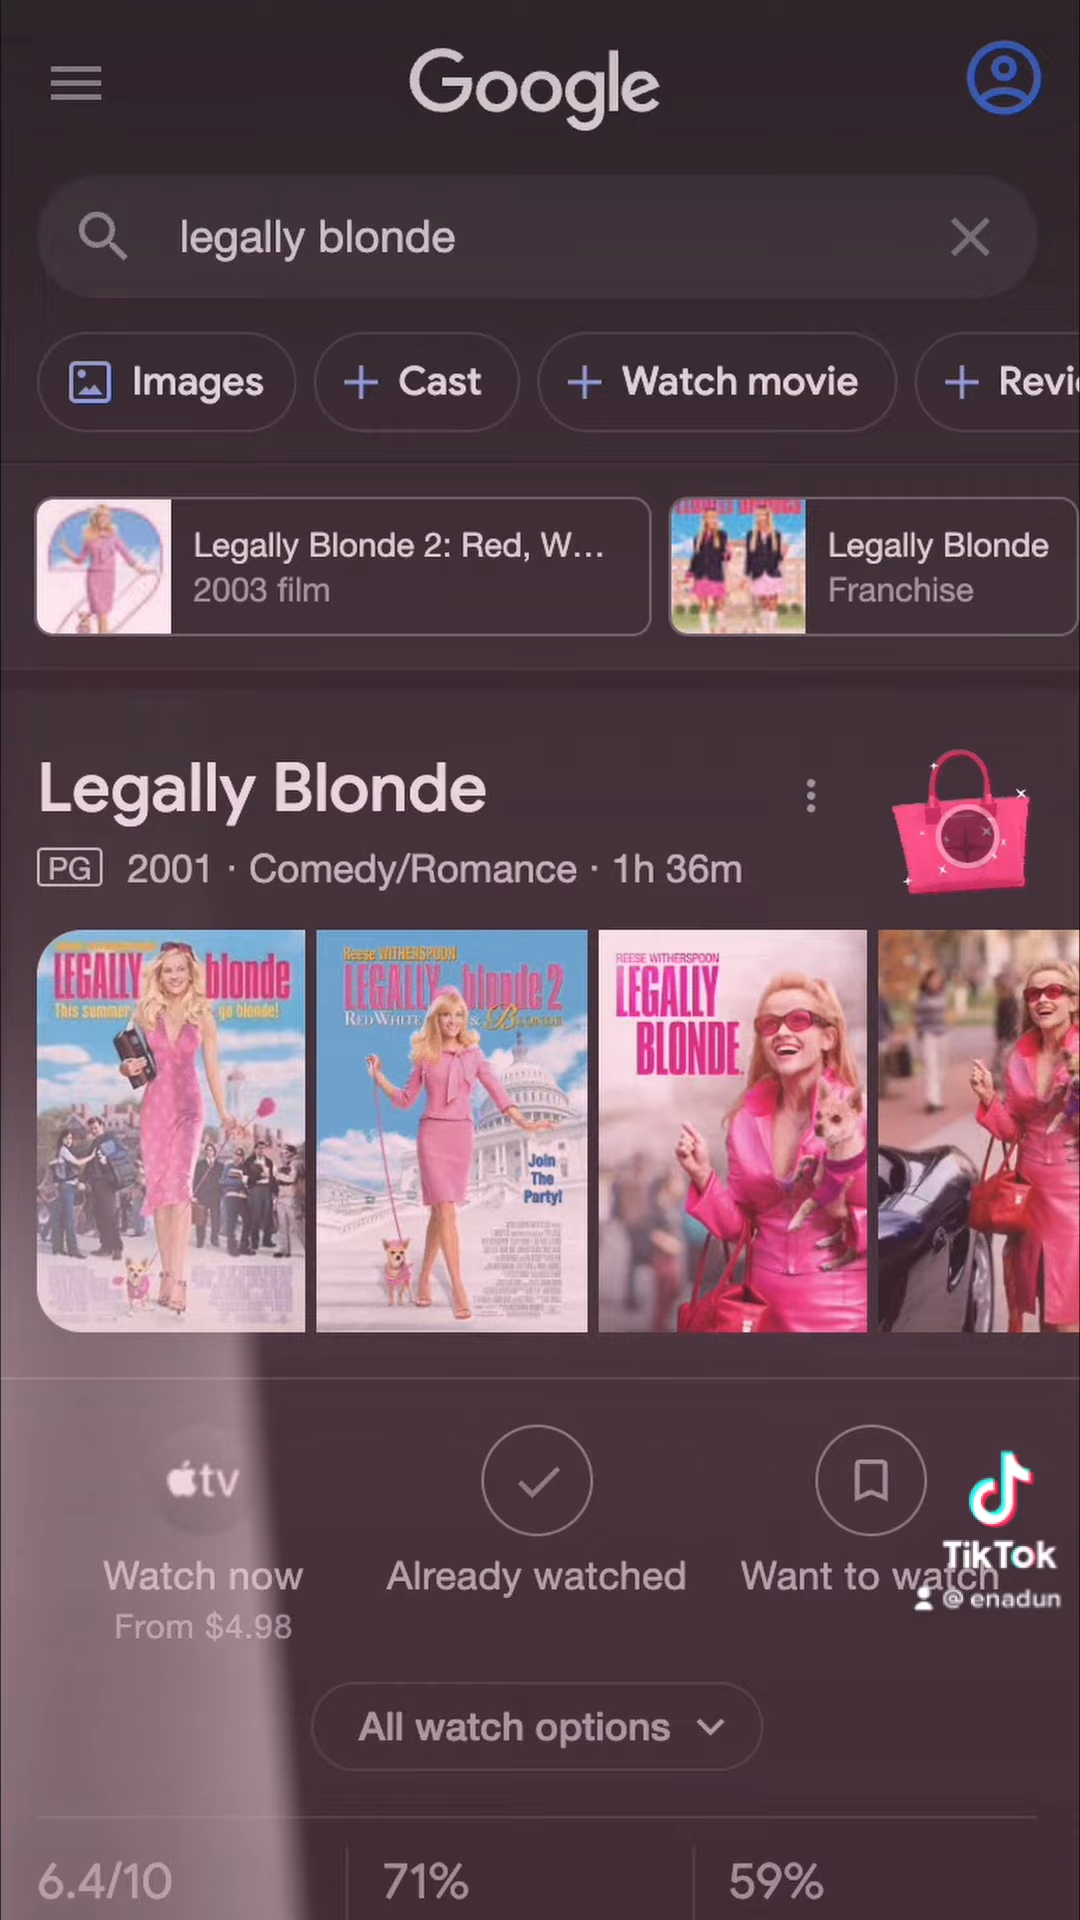 Google
legally blonde
Images
Cast
Watch movie
Revi
Legally Blonde 2: Red, W...
2003 film
Legally Blonde
Franchise
Legally Blonde
PG 2001 · Comedy/Romance · 1h 36m
LEGALLY blonde
This summer go blonde!
Reese WITHERSPOON
LEGALLY blonde 2
RED WHITE & BLONDE
Join
The
Party!
REESE WITHERSPOON
LEGALLY
BLONDE
tv
Watch now
From $4.98
Already watched
Want to watch
TikTok
@ enadun
All watch options
6.4/10
71%
59%